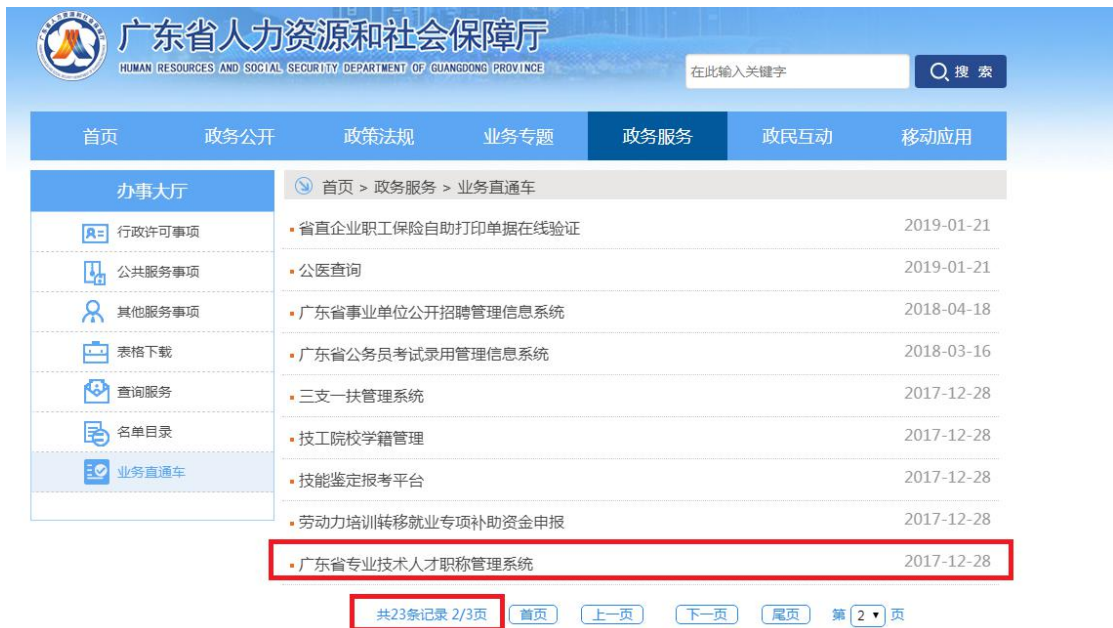 广东省人力资源和社会保障厅
HUMAN RESOURCES AND SOCIAL SECURITY DEPARTMENT OF GUANGDONG PROVINCE
在此输入关键字 搜 索
首页 政务公开 政策法规 业务专题 政务服务 政民互动 移动应用
办事大厅
行政许可事项
公共服务事项
其他服务事项
表格下载
查询服务
名单目录
业务直通车
首页 > 政务服务 > 业务直通车
省直企业职工保险自助打印单据在线验证 2019-01-21
公医查询 2019-01-21
广东省事业单位公开招聘管理信息系统 2018-04-18
广东省公务员考试录用管理信息系统 2018-03-16
三支一扶管理系统 2017-12-28
技工院校学籍管理 2017-12-28
技能鉴定报考平台 2017-12-28
劳动力培训转移就业专项补助资金申报 2017-12-28
广东省专业技术人才职称管理系统 2017-12-28
共23条记录 2/3页 首页 上一页 下一页 尾页 第 2 页